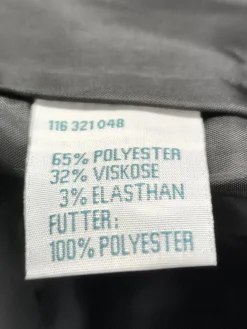 116 321 048
65% POLYESTER
32% VISKOSE
3% ELASTHAN
FUTTER:
100% POLYESTER